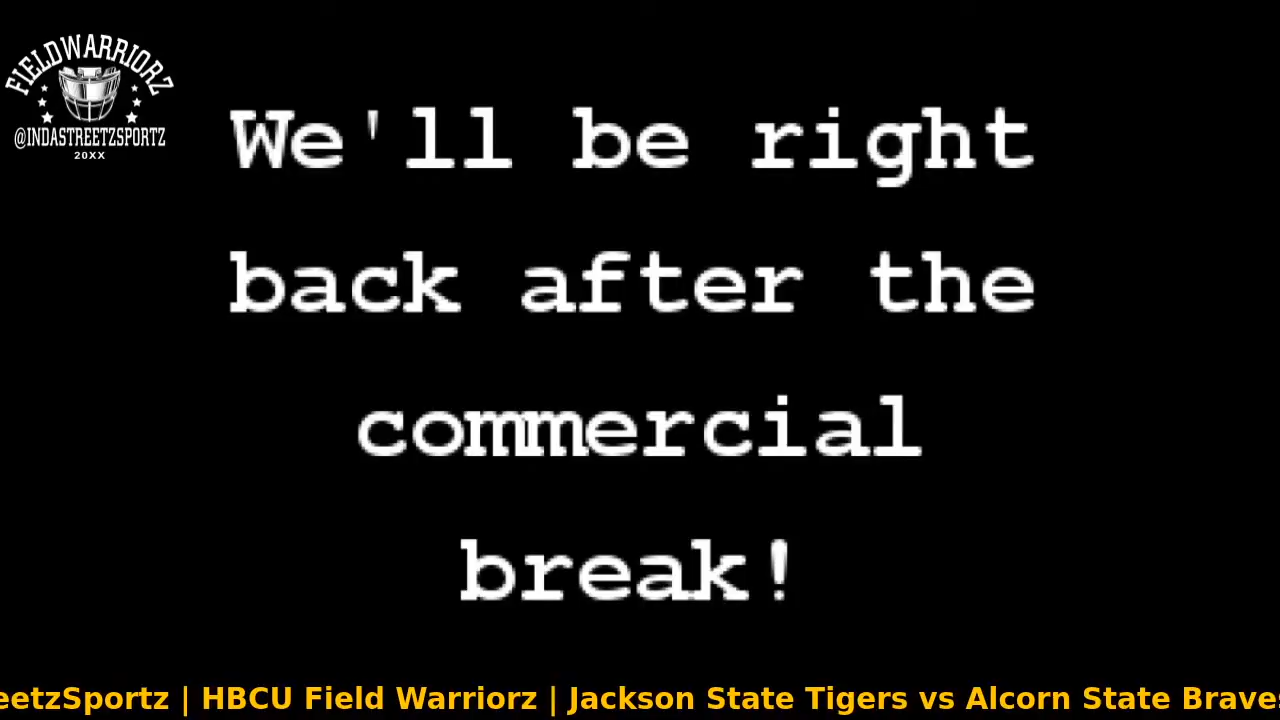 FIELDWARRIORZ
@INDASTREETZSPORTZ
20XX
We'll be right
back after the
commercial
break!
eetzSportz | HBCU Field Warriorz | Jackson State Tigers vs Alcorn State Braves